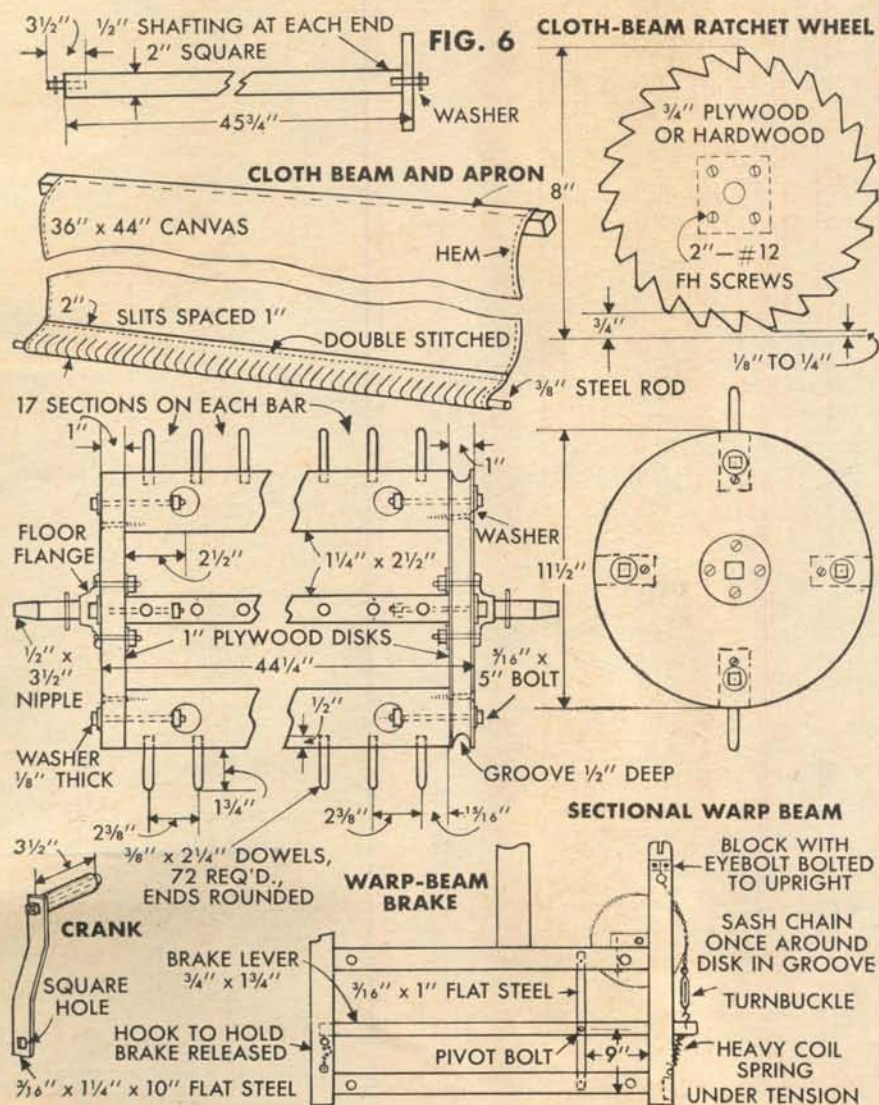 FIG. 6
3½"
½" SHAFTING AT EACH END
2" SQUARE
WASHER
45¾"
CLOTH-BEAM RATCHET WHEEL
¾" PLYWOOD
OR HARDWOOD
8"
2"—#12
FH SCREWS
¾"
⅛" TO ¼"
CLOTH BEAM AND APRON
36" x 44" CANVAS
HEM
2"
SLITS SPACED 1"
DOUBLE STITCHED
⅜" STEEL ROD
17 SECTIONS ON EACH BAR
1"
1"
FLOOR
FLANGE
2½"
1¼" x 2½"
WASHER
1" PLYWOOD DISKS
44¼"
½" x
3½"
NIPPLE
5⁄16" x
5" BOLT
WASHER
⅛" THICK
½"
1¾"
GROOVE ½" DEEP
2⅜"
2⅜"
15⁄16"
⅜" x 2¼" DOWELS,
72 REQ'D.,
ENDS ROUNDED
11½"
SECTIONAL WARP BEAM
3½"
CRANK
SQUARE
HOLE
3⁄16" x 1¼" x 10" FLAT STEEL
WARP-BEAM
BRAKE
BRAKE LEVER
¾" x 1¾"
3⁄16" x 1" FLAT STEEL
HOOK TO HOLD
BRAKE RELEASED
PIVOT BOLT
9"
BLOCK WITH
EYEBOLT BOLTED
TO UPRIGHT
SASH CHAIN
ONCE AROUND
DISK IN GROOVE
TURNBUCKLE
HEAVY COIL
SPRING
UNDER TENSION